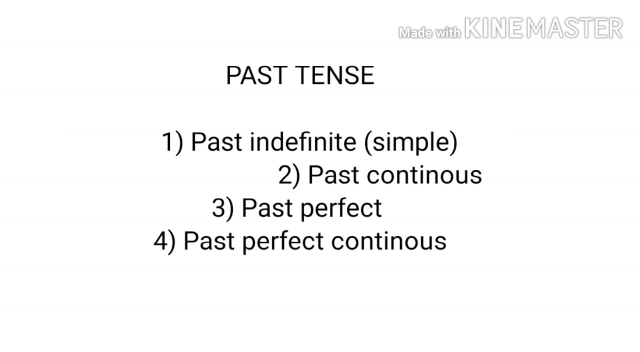 Made with KINEMASTER
PAST TENSE
1) Past indefinite (simple)
2) Past continous
3) Past perfect
4) Past perfect continous